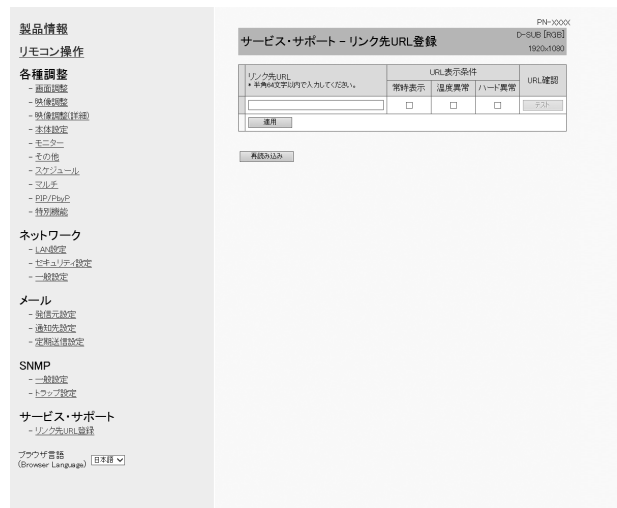 製品情報
リモコン操作
各種調整
- 画面調整
- 映像調整
- 映像調整(詳細)
- 本体設定
- モニター
- その他
- スケジュール
- マルチ
- PIP/PbyP
- 特別機能
ネットワーク
- LAN設定
- セキュリティ設定
- 一般設定
メール
- 発信元設定
- 通知先設定
- 定期送信設定
SNMP
- 一般設定
- トラップ設定
サービス・サポート
- リンク先URL登録
ブラウザ言語
(Browser Language) 日本語
PN-XXXX
サービス・サポート - リンク先URL登録
D-SUB [RGB]
1920x1080
リンク先URL
* 半角64文字以内で入力してください。
URL表示条件
常時表示 温度異常 ハード異常
URL確認
テスト
適用
再読み込み